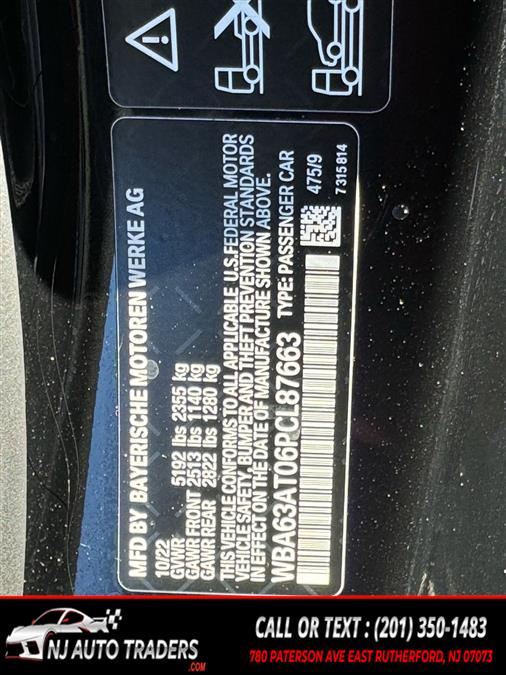 MFD BY BAYERISCHE MOTOREN WERKE AG
10/22
GVWR 5192 lbs 2355 kg
GAWR FRONT 2513 lbs 1140 kg
GAWR REAR 2822 lbs 1280 kg
THIS VEHICLE CONFORMS TO ALL APPLICABLE U.S. FEDERAL MOTOR
VEHICLE SAFETY, BUMPER AND THEFT PREVENTION STANDARDS
IN EFFECT ON THE DATE OF MANUFACTURE SHOWN ABOVE.
WBA63AT06PCL87663 TYPE: PASSENGER CAR
475/9
7 315 814
NJ AUTO TRADERS
.COM
CALL OR TEXT : (201) 350-1483
780 PATERSON AVE EAST RUTHERFORD, NJ 07073